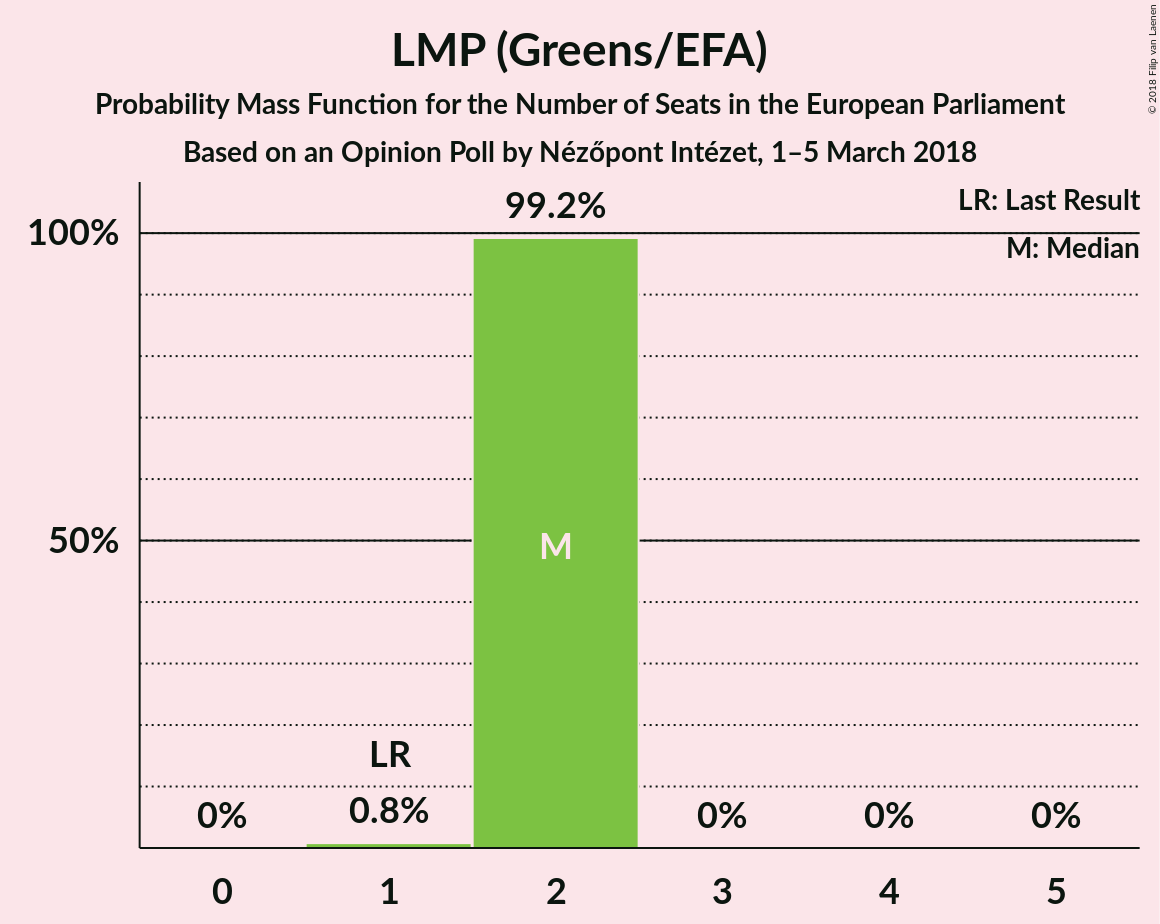 LMP (Greens/EFA)
Probability Mass Function for the Number of Seats in the European Parliament
Based on an Opinion Poll by Nézőpont Intézet, 1–5 March 2018
© 2018 Filip van Laenen
LR: Last Result
M: Median
100%
50%
99.2%
M
LR
0%
0.8%
0%
0%
0%
0
1
2
3
4
5